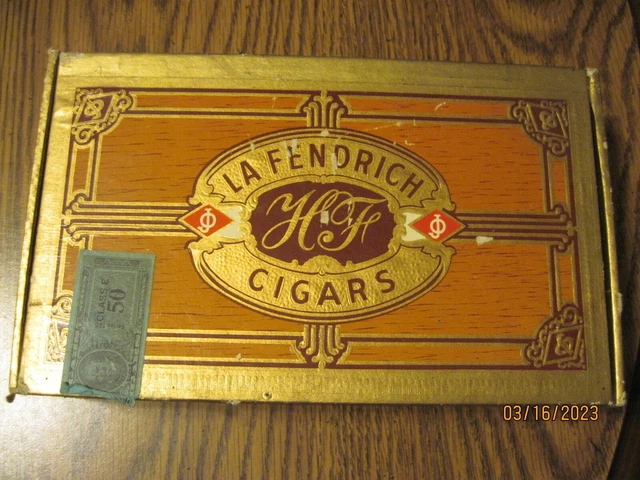 LA FENDRICH
HF
CIGARS
CLASS C
50
03/16/2023